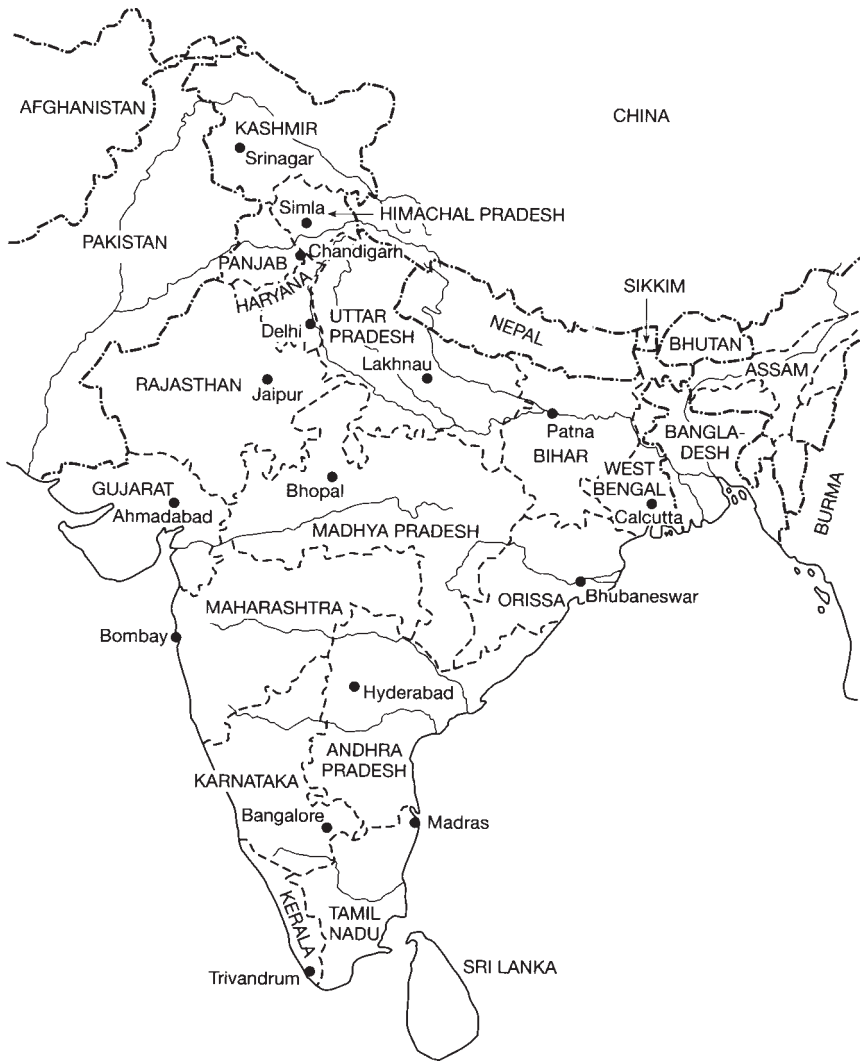 AFGHANISTAN
CHINA
KASHMIR
Srinagar
Simla
HIMACHAL PRADESH
PAKISTAN
Chandigarh
PANJAB
HARYANA
SIKKIM
Delhi
UTTAR
PRADESH
NEPAL
BHUTAN
Lakhnau
ASSAM
RAJASTHAN
Jaipur
Patna
BANGLA-
DESH
BIHAR
WEST
BENGAL
GUJARAT
Ahmadabad
Bhopal
Calcutta
BURMA
MADHYA PRADESH
MAHARASHTRA
ORISSA
Bhubaneswar
Bombay
Hyderabad
ANDHRA
PRADESH
KARNATAKA
Bangalore
Madras
KERALA
TAMIL
NADU
Trivandrum
SRI LANKA